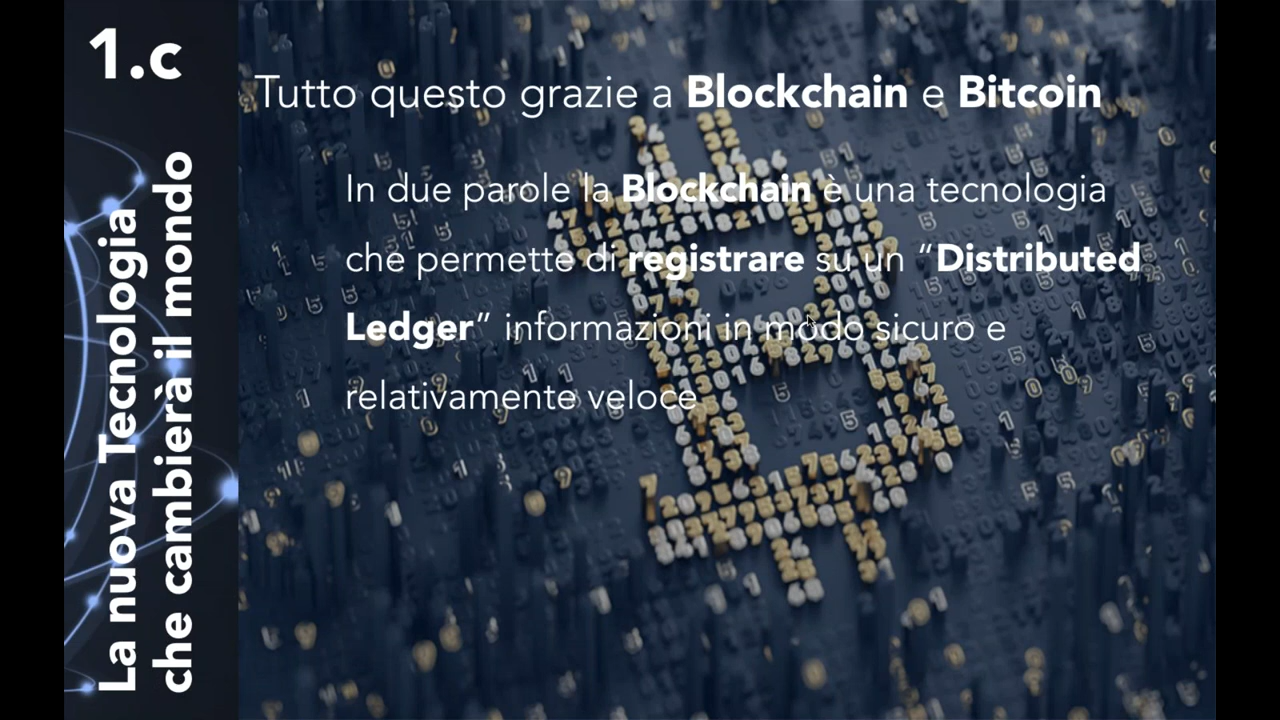 1.c
La nuova Tecnologia
che cambierà il mondo
Tutto questo grazie a Blockchain e Bitcoin
In due parole la Blockchain è una tecnologia
che permette di registrare su un “Distributed
Ledger” informazioni in modo sicuro e
relativamente veloce